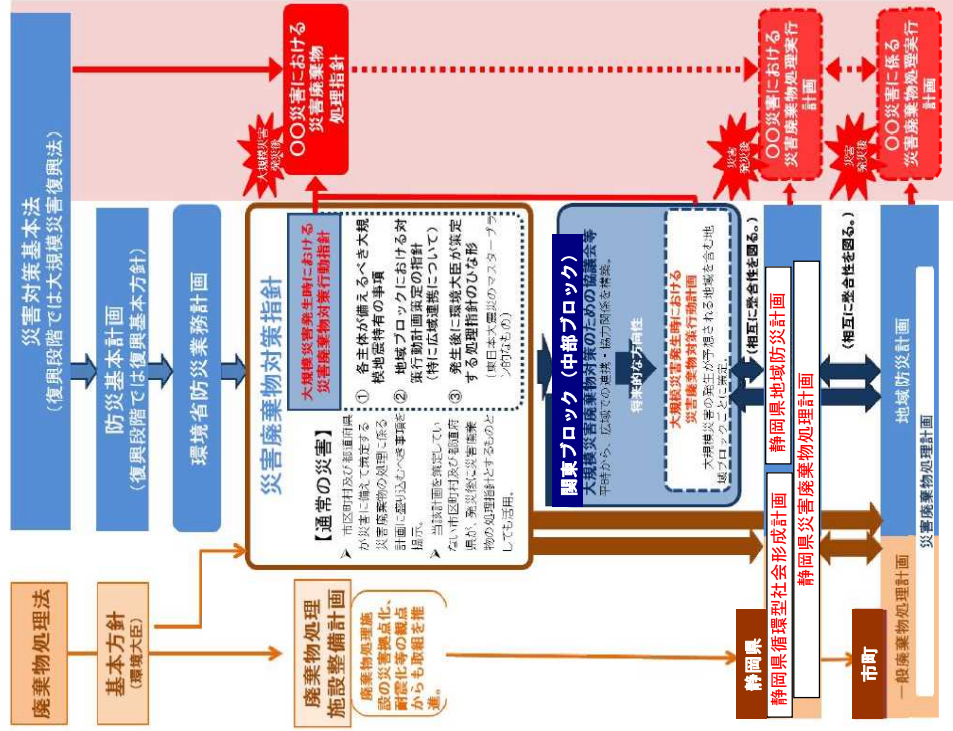 廃棄物処理法
基本方針
（環境大臣）
廃棄物処理
施設整備計画
廃棄物処理施
設の災害拠点化、
耐震化等の観点
からも取組を推
進。
災害対策基本法
（復興段階では大規模災害復興法）
防災基本計画
（復興段階では復興基本方針）
環境省防災業務計画
災害廃棄物対策指針
【通常の災害】
➢ 市区町村及び都道府県
が災害に備えて策定する
災害廃棄物の処理に係る
計画に盛り込むべき事項を
提示。
➢ 当該計画を策定してい
ない市区町村及び都道府
県が、発災後に災害廃棄
物の処理指針とするものと
しても活用。
大規模災害発生時における
災害廃棄物対策行動指針
① 各主体が備えるべき大規
模地震特有の事項
② 地域ブロックにおける対
策行動計画策定の指針
（特に広域連携について）
③ 発生後に環境大臣が策定
する処理指針のひな形
（東日本大震災のマスタープラ
ン的なもの）
大規模災害
発災後
〇〇災害における
災害廃棄物
処理指針
関東ブロック（中部ブロック）
大規模災害廃棄物対策のための協議会等
平時から、広域での連携・協力関係を構築。
将来的な方向性
大規模災害発生時における
災害廃棄物対策行動計画
大規模災害の発生が予想される地域を含む地
域ブロックごとに策定。
（相互に整合性を図る。）
静岡県
静岡県循環型社会形成計画
静岡県地域防災計画
静岡県災害廃棄物処理計画
災害
発災後
〇〇災害における
災害廃棄物処理実行
計画
（相互に整合性を図る。）
市町
一般廃棄物処理計画
地域防災計画
災害廃棄物処理計画
災害
発災後
〇〇災害に係る
災害廃棄物処理実行
計画